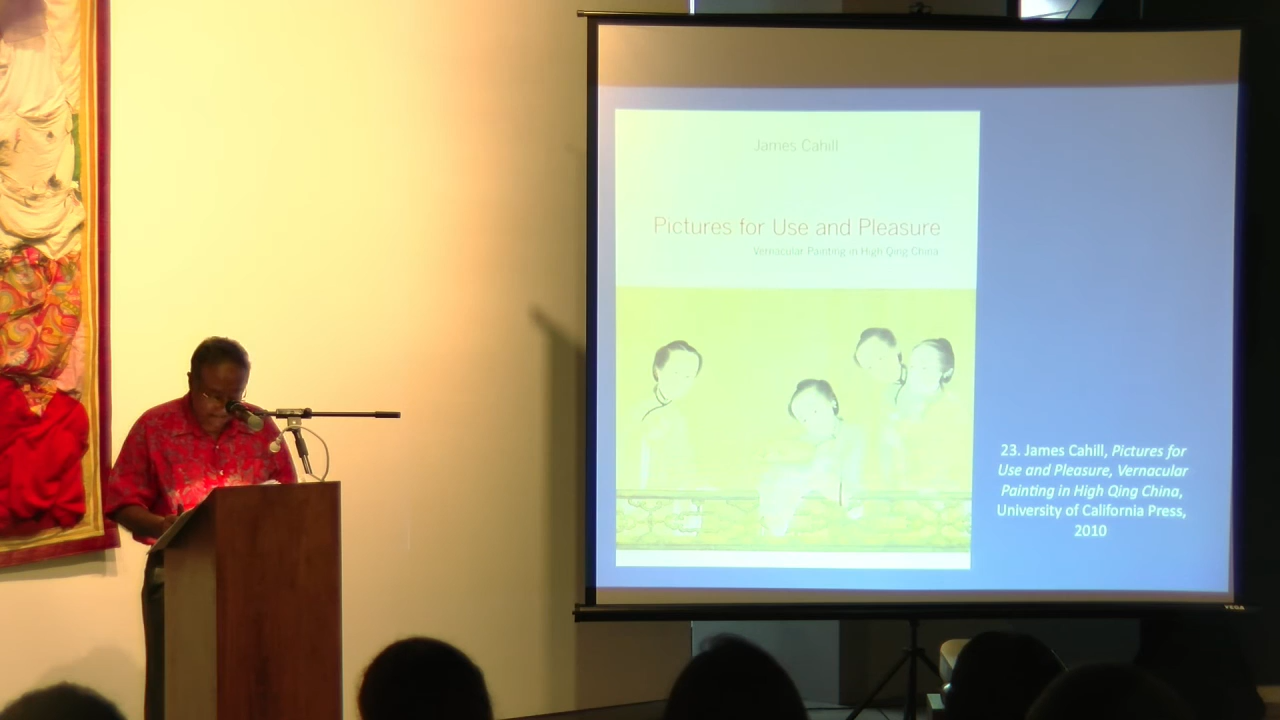 James Cahill
Pictures for Use and Pleasure
Vernacular Painting in High Qing China
23. James Cahill, Pictures for
Use and Pleasure, Vernacular
Painting in High Qing China,
University of California Press,
2010
VEGA